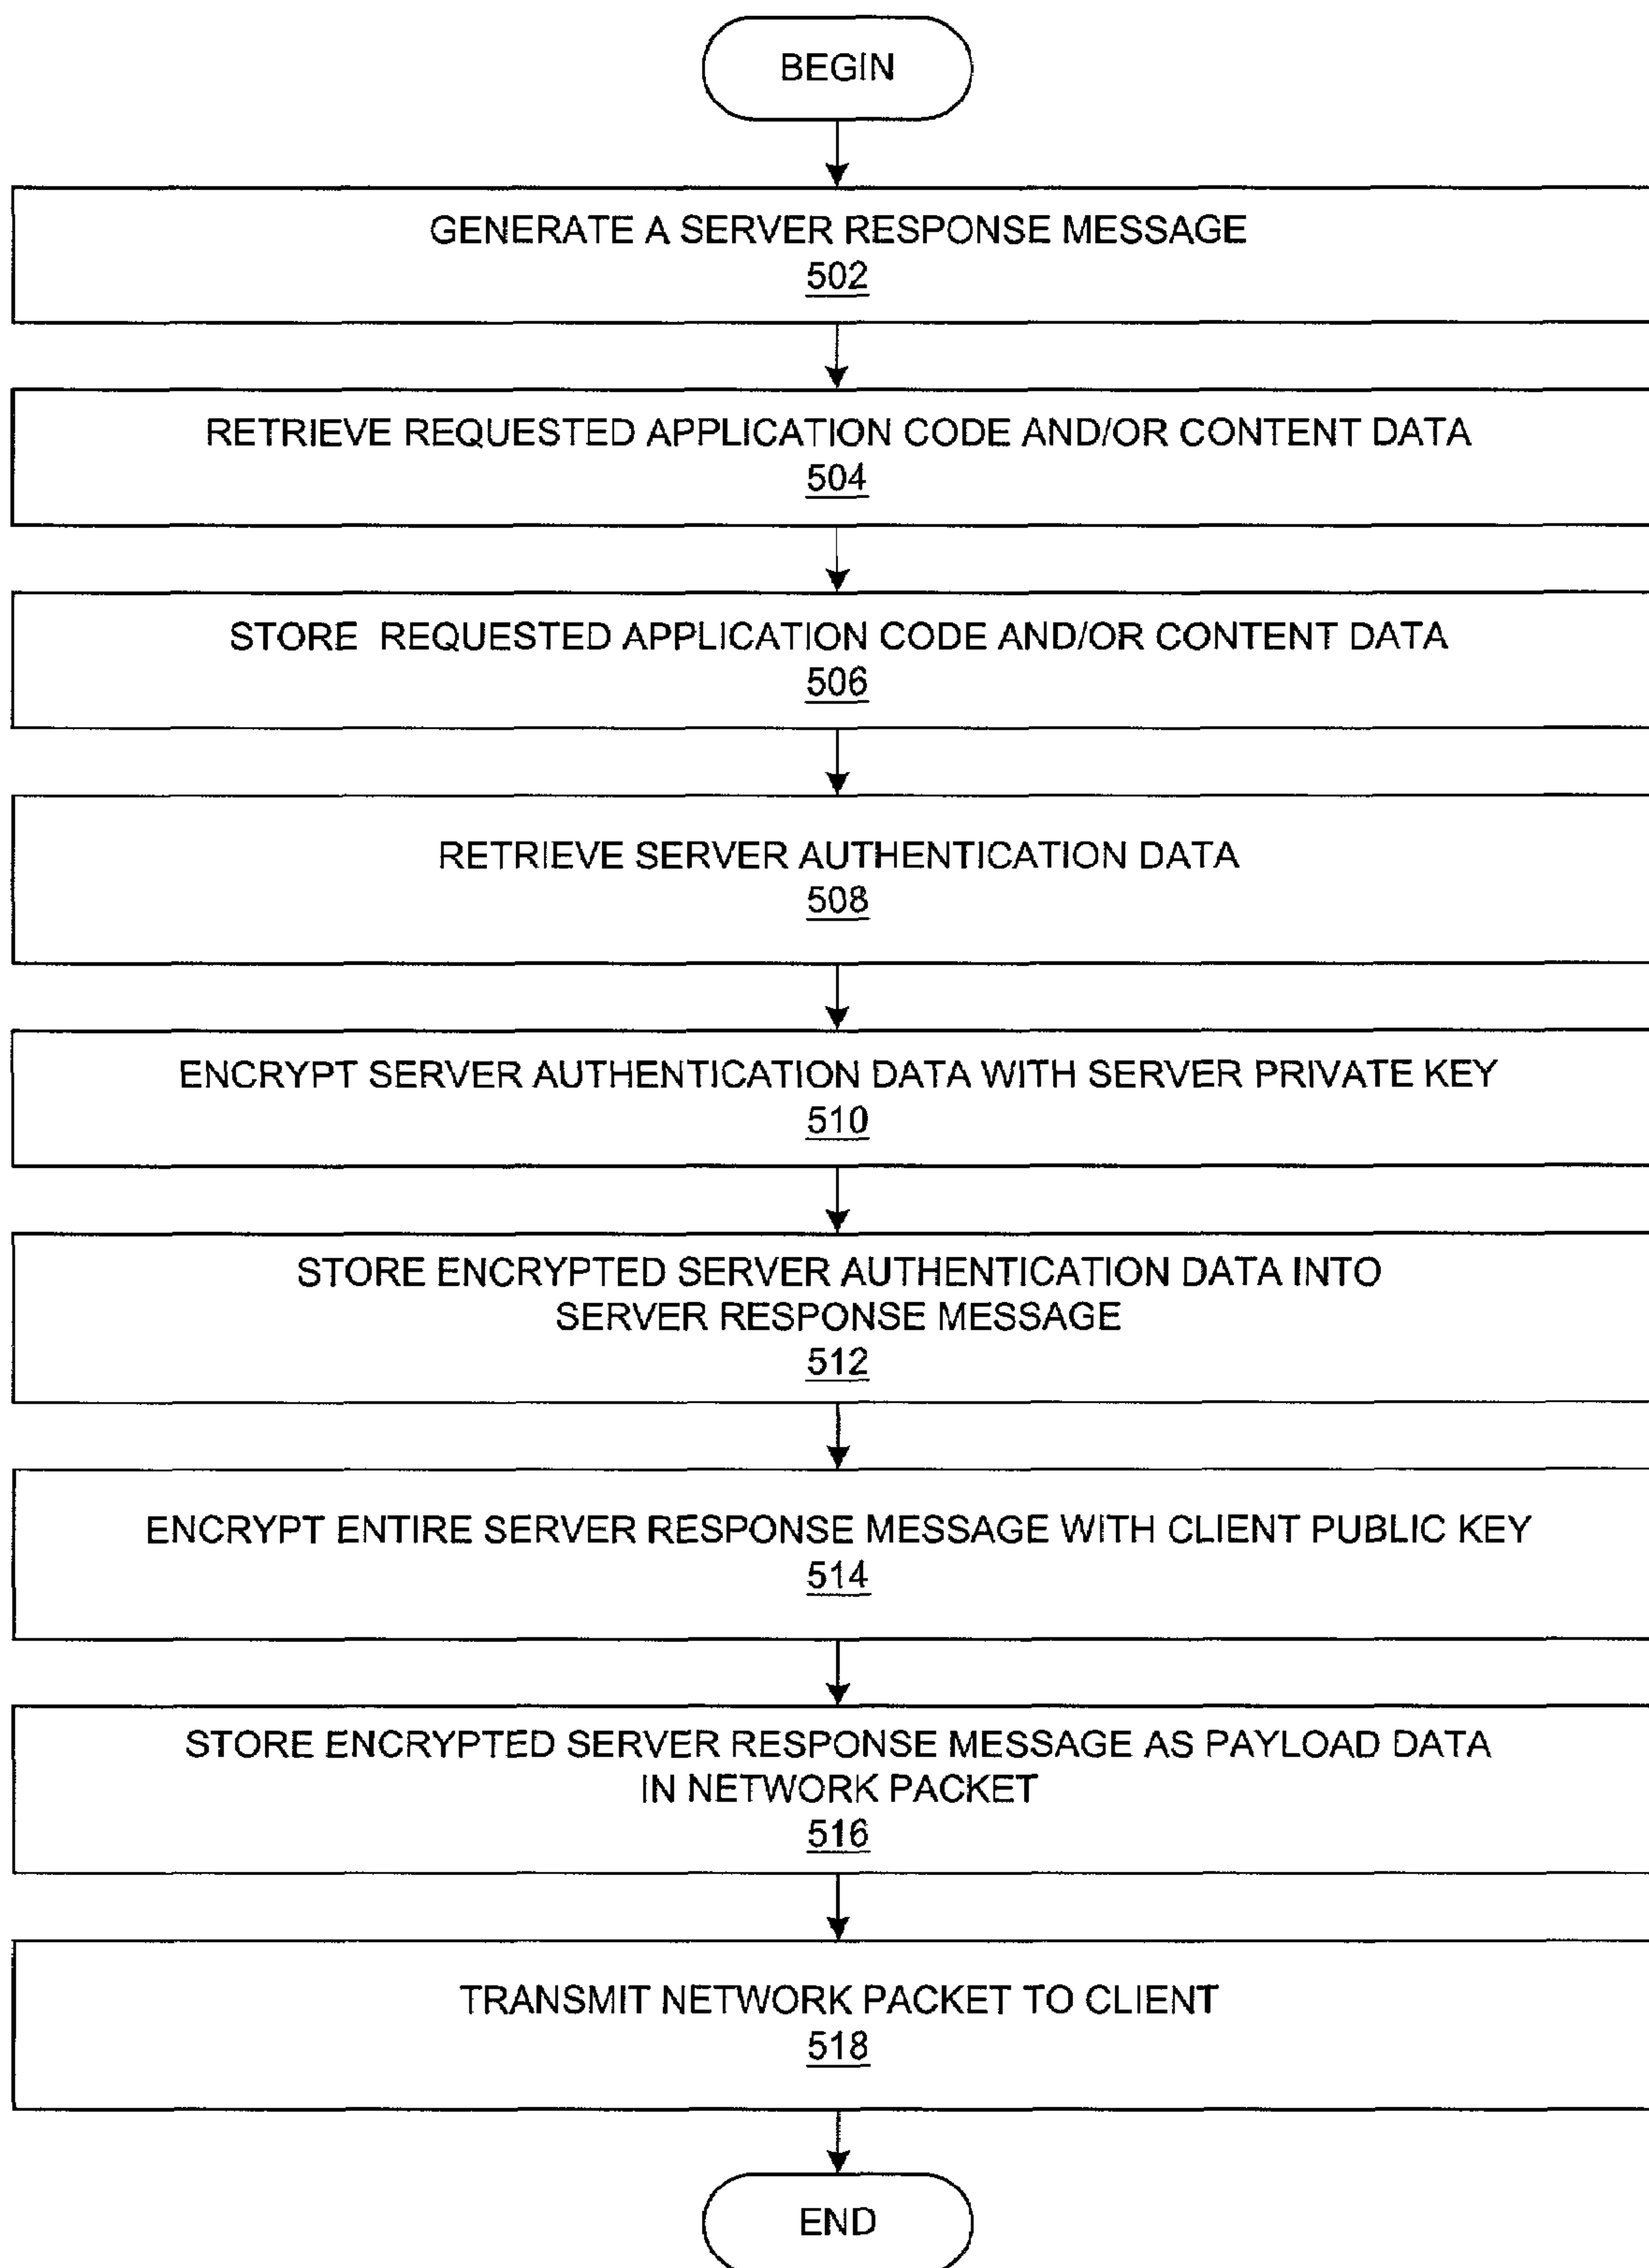 BEGIN
GENERATE A SERVER RESPONSE MESSAGE
502
RETRIEVE REQUESTED APPLICATION CODE AND/OR CONTENT DATA
504
STORE REQUESTED APPLICATION CODE AND/OR CONTENT DATA
506
RETRIEVE SERVER AUTHENTICATION DATA
508
ENCRYPT SERVER AUTHENTICATION DATA WITH SERVER PRIVATE KEY
510
STORE ENCRYPTED SERVER AUTHENTICATION DATA INTO
SERVER RESPONSE MESSAGE
512
ENCRYPT ENTIRE SERVER RESPONSE MESSAGE WITH CLIENT PUBLIC KEY
514
STORE ENCRYPTED SERVER RESPONSE MESSAGE AS PAYLOAD DATA
IN NETWORK PACKET
516
TRANSMIT NETWORK PACKET TO CLIENT
518
END